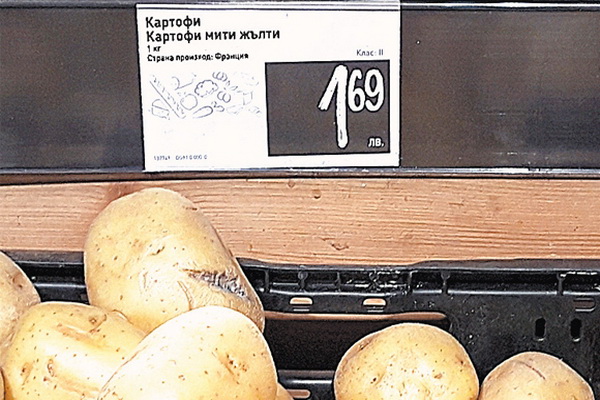 Картофи
Картофи мити жълти
1 кг
Страна произход: Франция
Клас: II
1 69
лв.